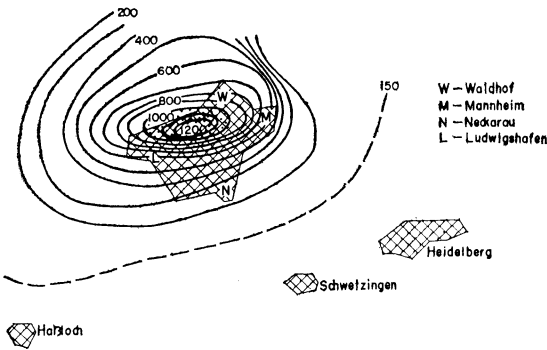 200
400
600
800
1000
1200
W
M
L
N
150
W – Waldhof
M – Mannheim
N – Neckarau
L – Ludwigshafen
Heidelberg
Schwetzingen
Haßloch